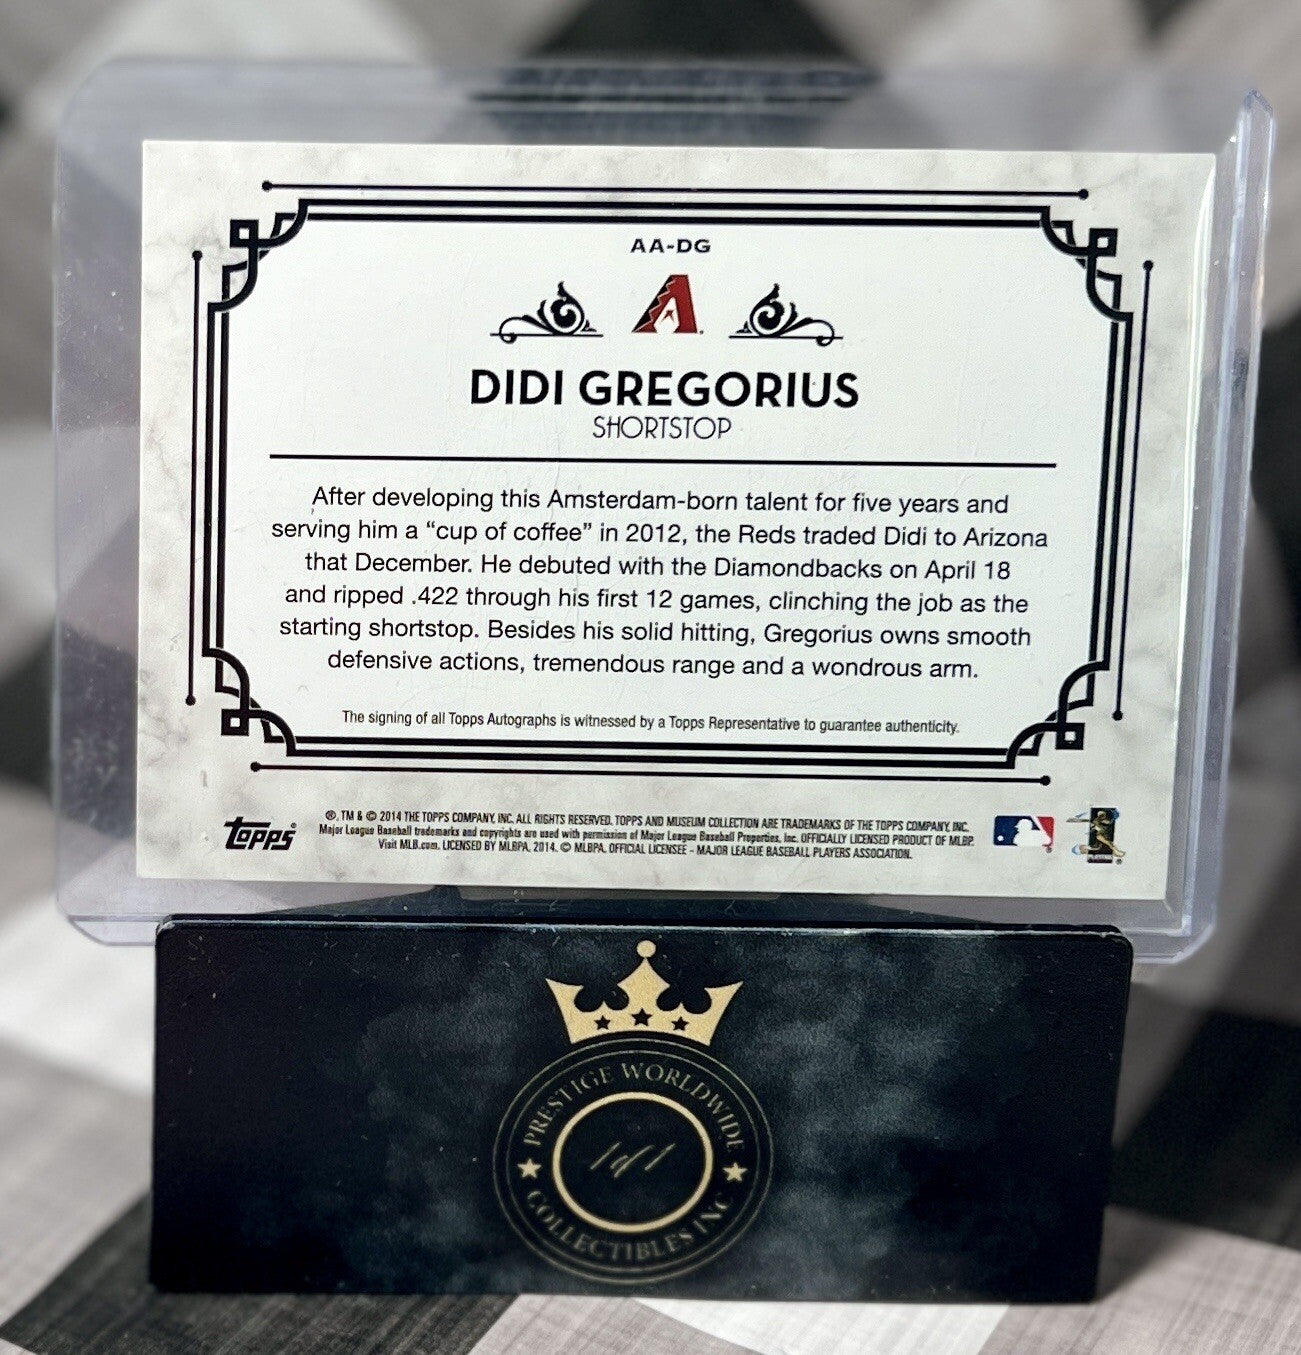 AA-DG
DIDI GREGORIUS
SHORTSTOP
After developing this Amsterdam-born talent for five years and
serving him a “cup of coffee” in 2012, the Reds traded Didi to Arizona
that December. He debuted with the Diamondbacks on April 18
and ripped .422 through his first 12 games, clinching the job as the
starting shortstop. Besides his solid hitting, Gregorius owns smooth
defensive actions, tremendous range and a wondrous arm.
The signing of all Topps Autographs is witnessed by a Topps Representative to guarantee authenticity.
topps
®, TM & © 2014 THE TOPPS COMPANY, INC. ALL RIGHTS RESERVED. TOPPS AND MUSEUM COLLECTION ARE TRADEMARKS OF THE TOPPS COMPANY, INC.
Major League Baseball trademarks and copyrights are used with permission of Major League Baseball Properties, Inc. OFFICIALLY LICENSED PRODUCT OF MLBP.
Visit MLB.com. LICENSED BY MLBPA, 2014. © MLBPA, OFFICIAL LICENSEE - MAJOR LEAGUE BASEBALL PLAYERS ASSOCIATION.
PRESTIGE WORLDWIDE
1 of 1
COLLECTIBLES INC